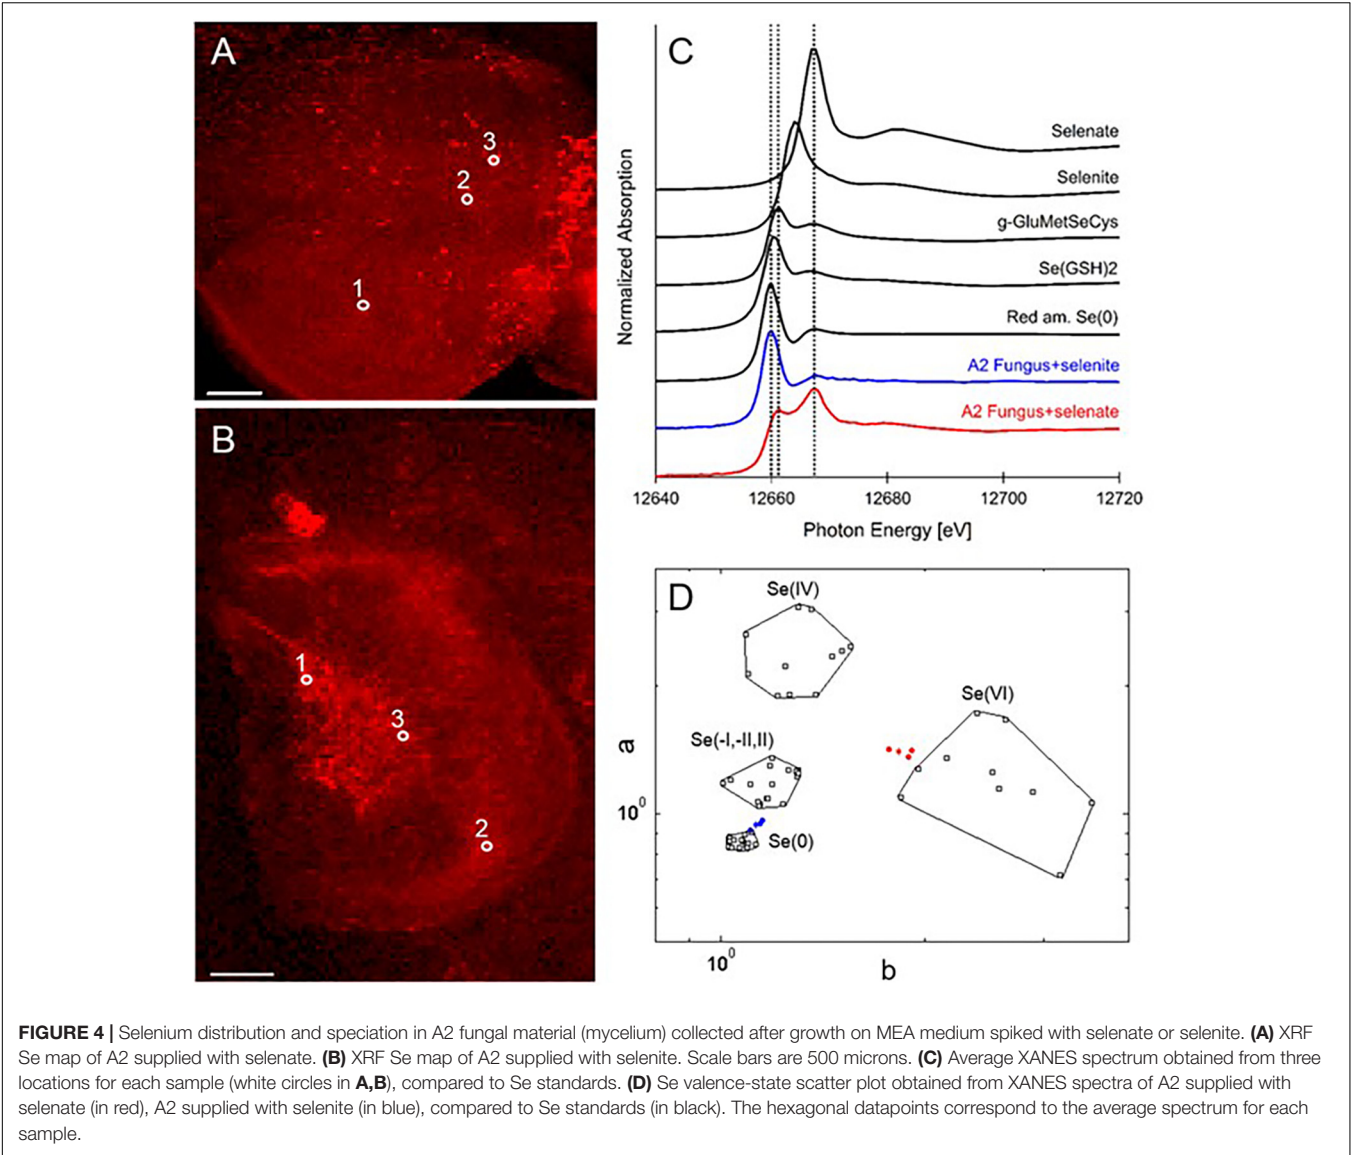 A
3
2
1
B
1
3
2
C
Normalized Absorption
Selenate
Selenite
g-GluMetSeCys
Se(GSH)2
Red am. Se(0)
A2 Fungus+selenite
A2 Fungus+selenate
12640 12660 12680 12700 12720
Photon Energy [eV]
D
Se(IV)
Se(VI)
Se(-I,-II,II)
a
10⁰
Se(0)
10⁰
b
FIGURE 4 | Selenium distribution and speciation in A2 fungal material (mycelium) collected after growth on MEA medium spiked with selenate or selenite. (A) XRF
Se map of A2 supplied with selenate. (B) XRF Se map of A2 supplied with selenite. Scale bars are 500 microns. (C) Average XANES spectrum obtained from three
locations for each sample (white circles in A,B), compared to Se standards. (D) Se valence-state scatter plot obtained from XANES spectra of A2 supplied with
selenate (in red), A2 supplied with selenite (in blue), compared to Se standards (in black). The hexagonal datapoints correspond to the average spectrum for each
sample.